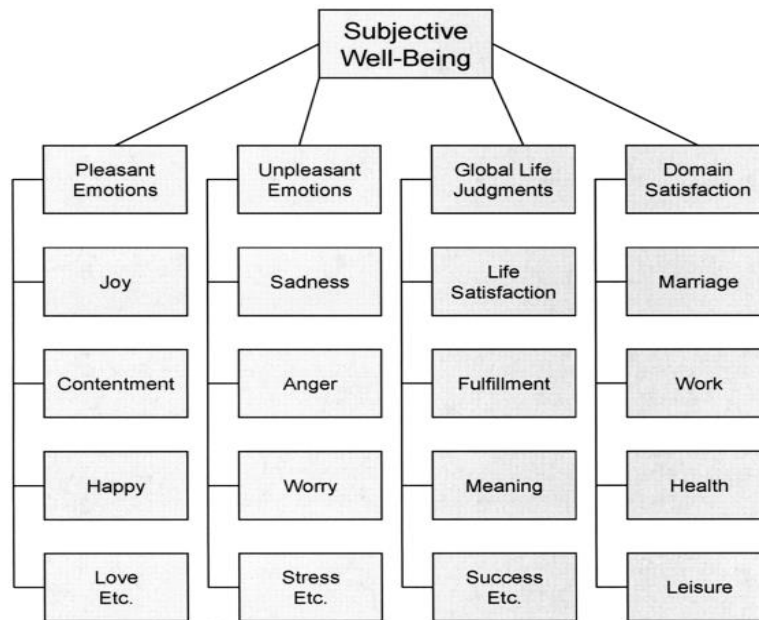 Subjective
Well-Being
Pleasant
Emotions
Unpleasant
Emotions
Global Life
Judgments
Domain
Satisfaction
Joy
Sadness
Life
Satisfaction
Marriage
Contentment
Anger
Fulfillment
Work
Happy
Worry
Meaning
Health
Love
Etc.
Stress
Etc.
Success
Etc.
Leisure